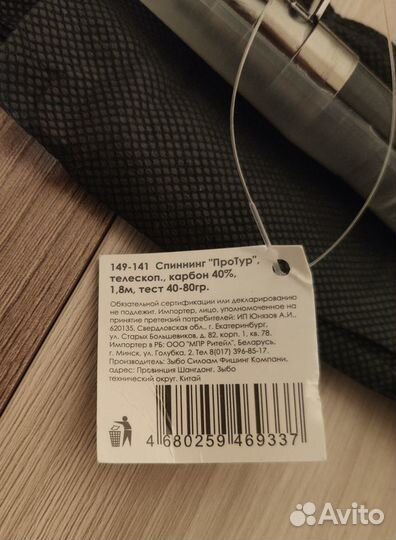 149-141 Спиннинг "ПроТур",
телескоп., карбон 40%,
1,8м, тест 40-80гр.
Обязательной сертификации или декларированию
не подлежит. Импортер, лицо, уполномоченное на
принятие претензий потребителей: ИП Юнязов А.И.,
620135, Свердловская обл., г. Екатеринбург,
ул. Старых Большевиков, д. 82, корп. 1, кв. 78.
Импортер в РБ: ООО "МПР Ритейл", Беларусь,
г. Минск, ул. Голубка, 2. Тел 8(017) 396-85-17.
Производитель: Зыбо Силоам Фишинг Компани.
Адрес: Провинция Шандонг, Зыбо
технический округ, Китай
4 680259 469337
Avito